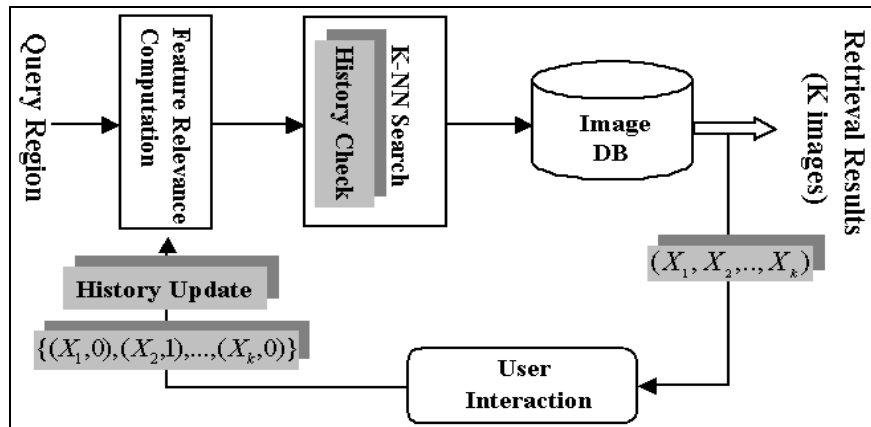 Query Region
Feature Relevance
Computation
K-NN Search
History Check
Image
DB
Retrieval Results
(K images)
(X₁, X₂,.., Xₖ)
History Update
{(X₁,0),(X₂,1),...,(Xₖ,0)}
User
Interaction